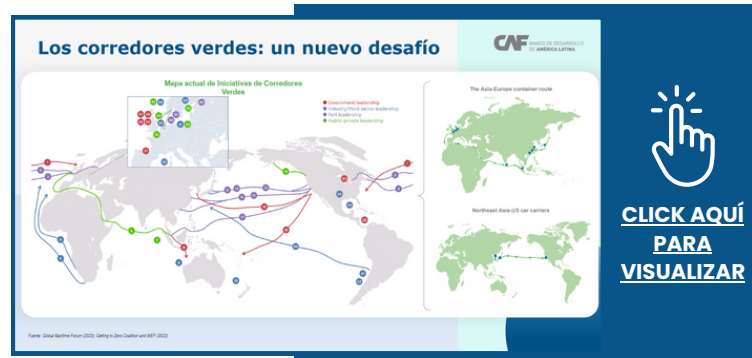 Los corredores verdes: un nuevo desafío
CAF BANCO DE DESARROLLO
DE AMÉRICA LATINA
Mapa actual de Iniciativas de Corredores
Verdes
Government leadership
Industry/third sector leadership
Port leadership
Public-private leadership
The Asia-Europe container route
Northeast Asia-US car carriers
CLICK AQUÍ
PARA
VISUALIZAR
Fuente: Global Maritime Forum (2023); Getting to Zero Coalition and WEF (2022)